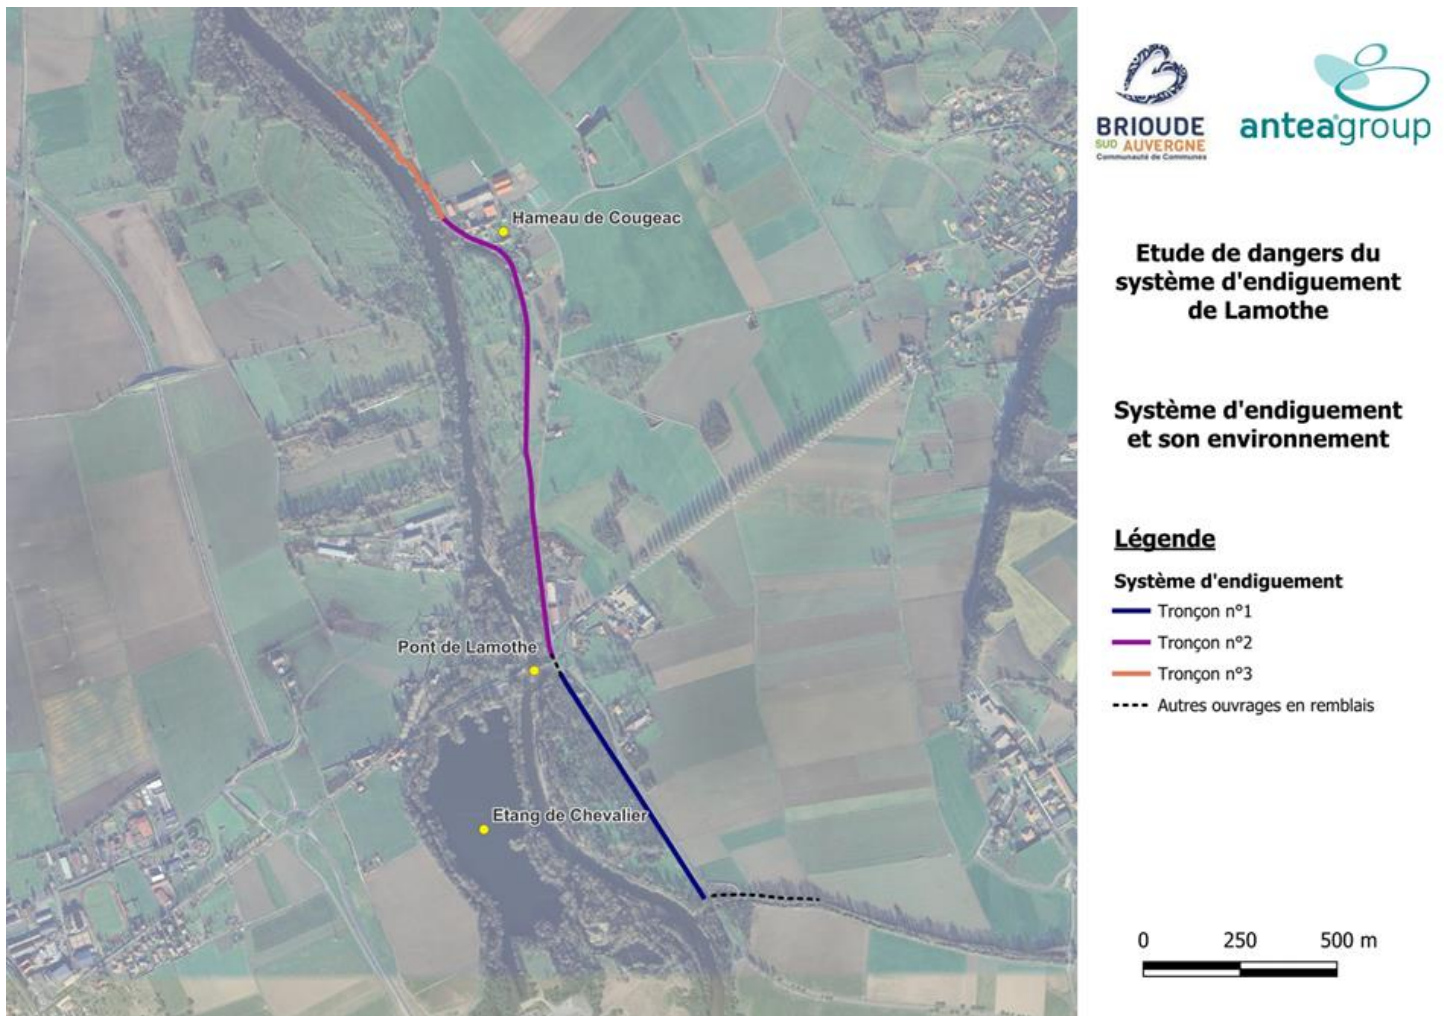 BRIOUDE
SUD AUVERGNE
Communauté de Communes
anteagroup
Etude de dangers du
système d'endiguement
de Lamothe
Système d'endiguement
et son environnement
Légende
Système d'endiguement
Tronçon n°1
Tronçon n°2
Tronçon n°3
Autres ouvrages en remblais
0 250 500 m
Hameau de Cougeac
Pont de Lamothe
Etang de Chevalier